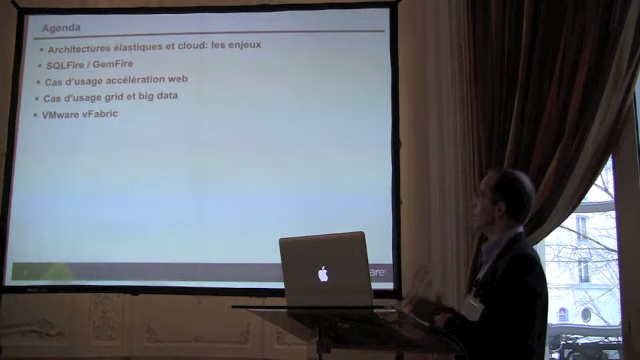 Agenda
▪ Architectures élastiques et cloud: les enjeux
▪ SQLFire / GemFire
▪ Cas d'usage accélération web
▪ Cas d'usage grid et big data
▪ VMware vFabric